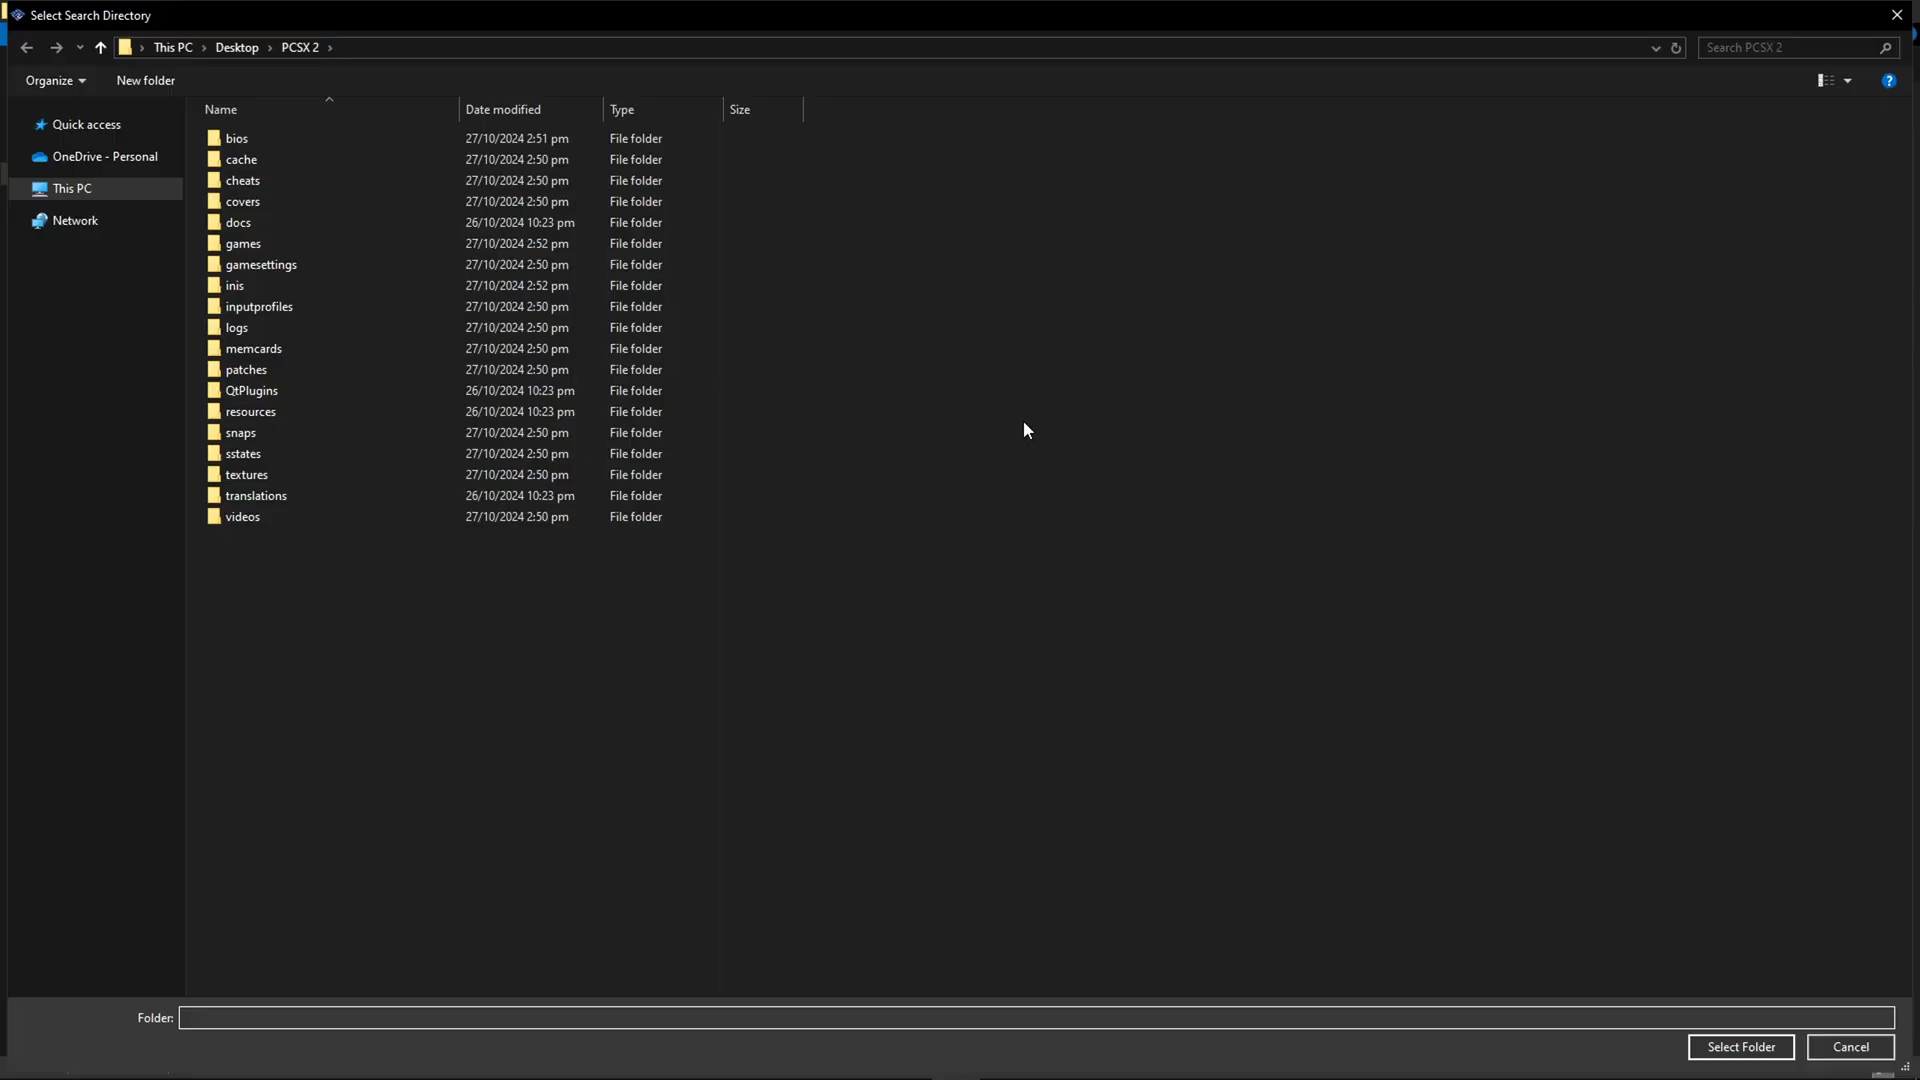 Select Search Directory
This PC Desktop PCSX 2
Search PCSX 2
Organize New folder
Name Date modified Type Size
Quick access
OneDrive - Personal
This PC
Network
bios 27/10/2024 2:51 pm File folder
cache 27/10/2024 2:50 pm File folder
cheats 27/10/2024 2:50 pm File folder
covers 27/10/2024 2:50 pm File folder
docs 26/10/2024 10:23 pm File folder
games 27/10/2024 2:52 pm File folder
gamesettings 27/10/2024 2:50 pm File folder
inis 27/10/2024 2:52 pm File folder
inputprofiles 27/10/2024 2:50 pm File folder
logs 27/10/2024 2:50 pm File folder
memcards 27/10/2024 2:50 pm File folder
patches 27/10/2024 2:50 pm File folder
QtPlugins 26/10/2024 10:23 pm File folder
resources 26/10/2024 10:23 pm File folder
snaps 27/10/2024 2:50 pm File folder
sstates 27/10/2024 2:50 pm File folder
textures 27/10/2024 2:50 pm File folder
translations 26/10/2024 10:23 pm File folder
videos 27/10/2024 2:50 pm File folder
Folder:
Select Folder Cancel